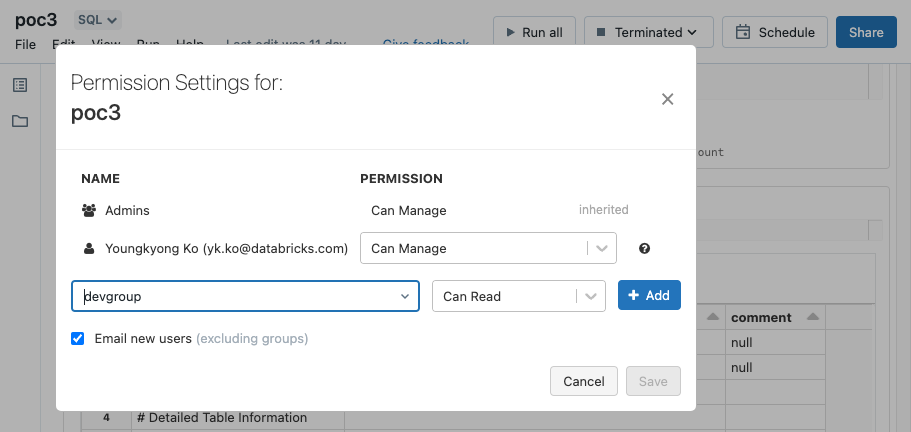 poc3 SQL
File Edit View Run Help Last edit was 11 day Give feedback
Run all
Terminated
Schedule
Share
Permission Settings for:
poc3
NAME PERMISSION
Admins Can Manage inherited
Youngkyong Ko (yk.ko@databricks.com) Can Manage
devgroup Can Read + Add
Email new users (excluding groups)
Cancel Save
ount
comment
null
null
4 # Detailed Table Information